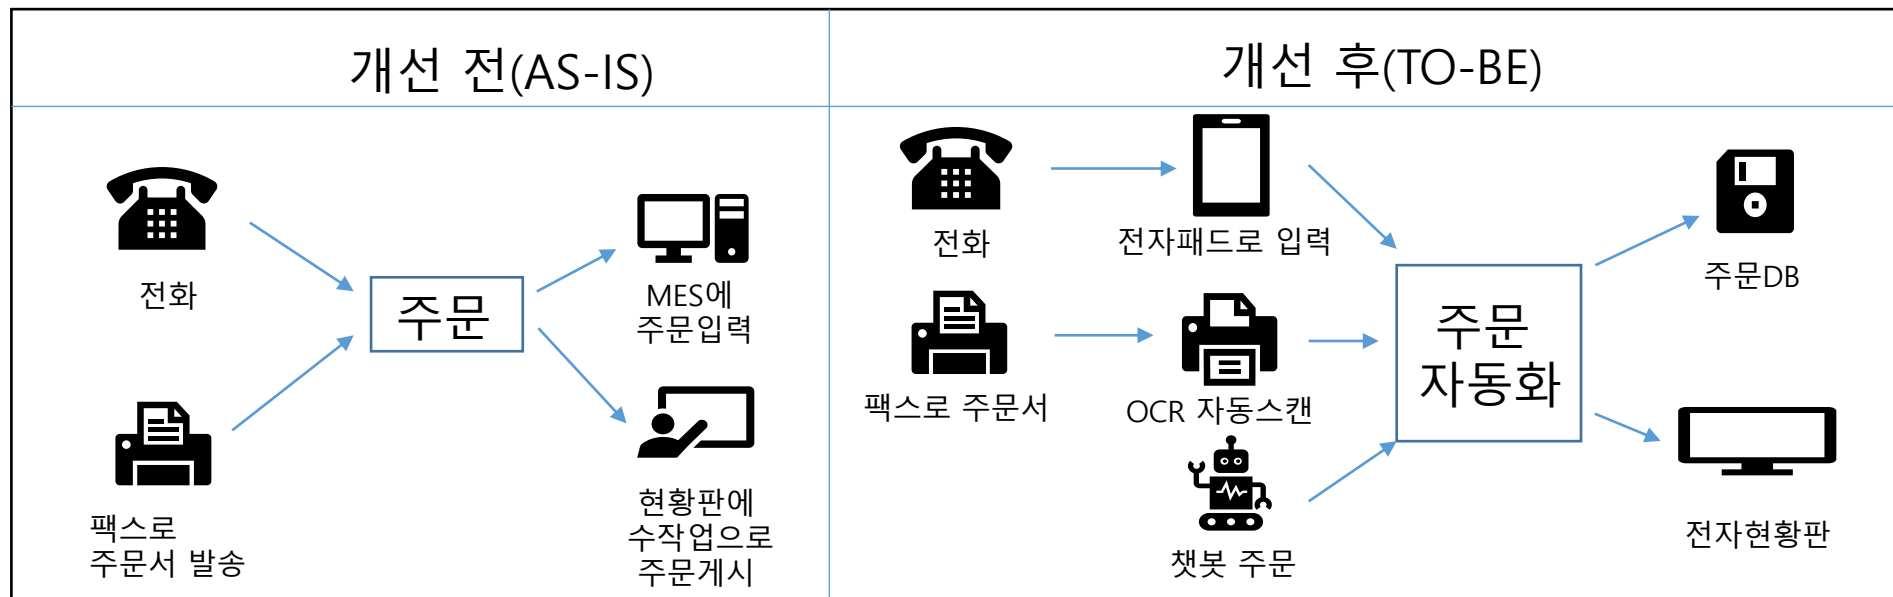 개선 전(AS-IS)
전화
주문
MES에
주문입력
팩스로
주문서 발송
현황판에
수작업으로
주문게시
개선 후(TO-BE)
전화
전자패드로 입력
주문DB
주문
자동화
팩스로 주문서
OCR 자동스캔
챗봇 주문
전자현황판